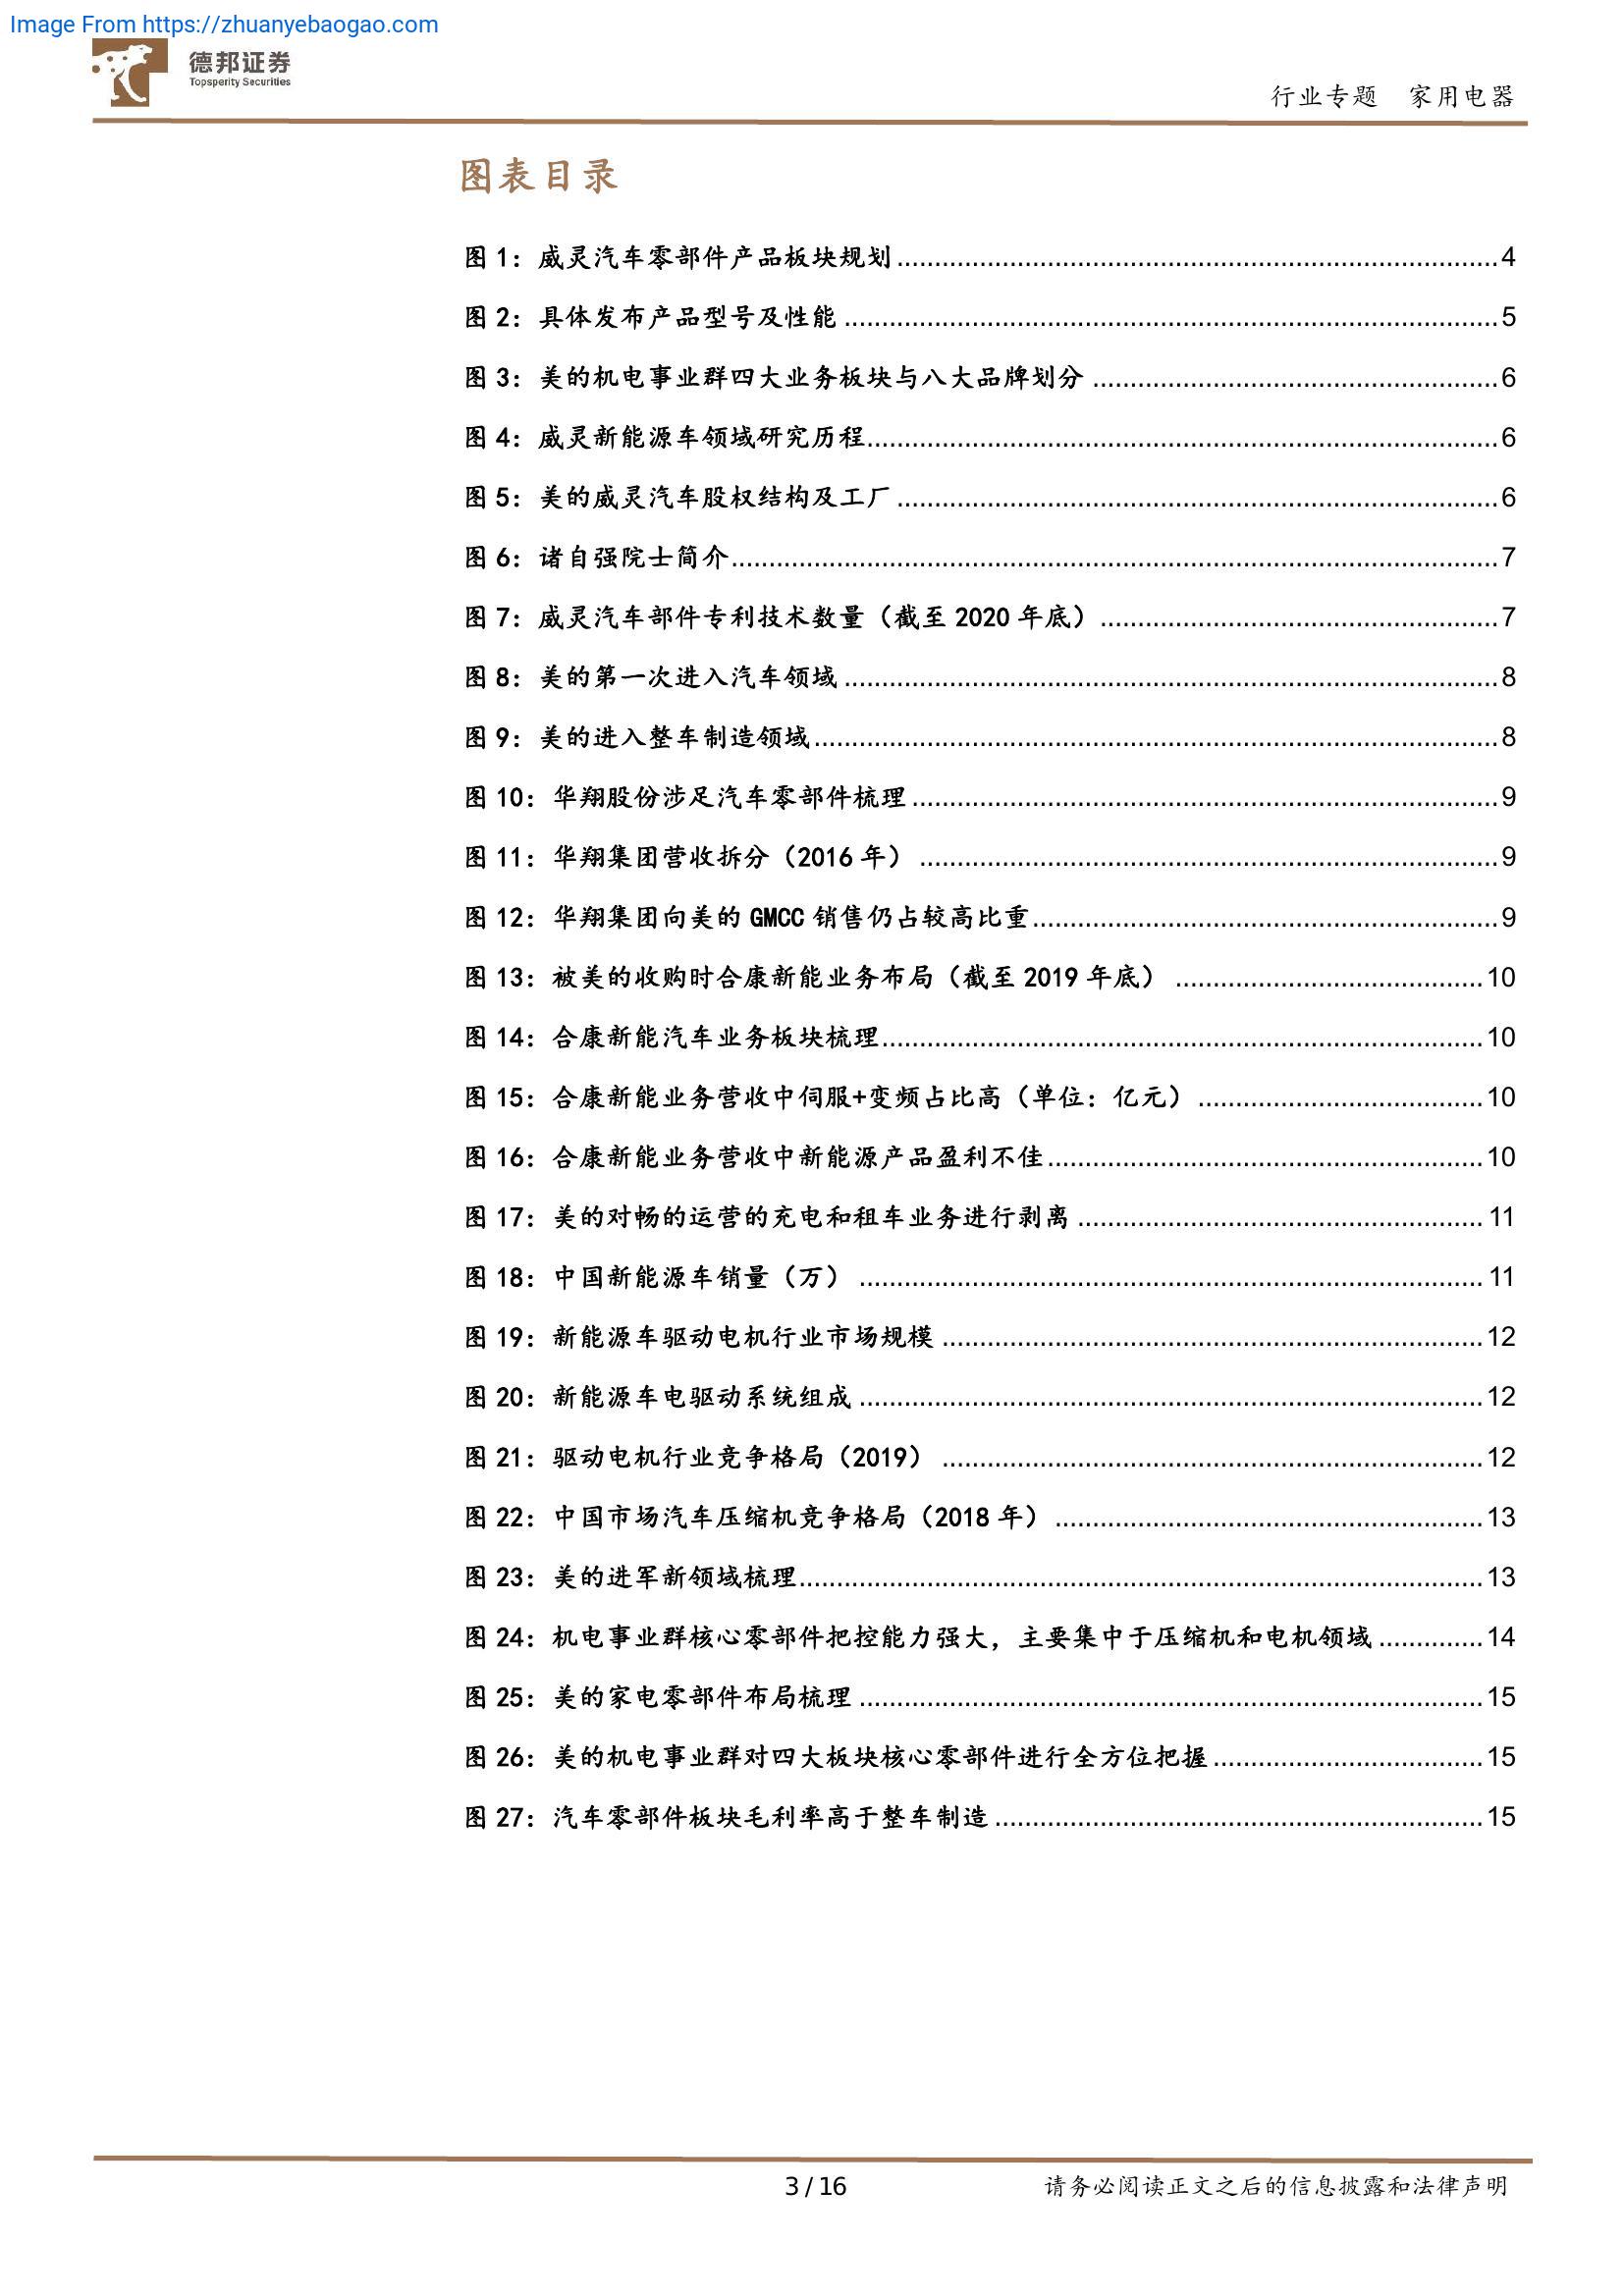 Image From https://zhuanyebaogao.com
德邦证券
Topsperity Securities
行业专题 家用电器
图表目录
图 1：威灵汽车零部件产品板块规划................................................................................4
图 2：具体发布产品型号及性能.......................................................................................5
图 3：美的机电事业群四大业务板块与八大品牌划分......................................................6
图 4：威灵新能源车领域研究历程....................................................................................6
图 5：美的威灵汽车股权结构及工厂................................................................................6
图 6：诸自强院士简介......................................................................................................7
图 7：威灵汽车部件专利技术数量（截至 2020 年底）.....................................................7
图 8：美的第一次进入汽车领域.......................................................................................8
图 9：美的进入整车制造领域...........................................................................................8
图 10：华翔股份涉足汽车零部件梳理..............................................................................9
图 11：华翔集团营收拆分（2016 年）.............................................................................9
图 12：华翔集团向美的 GMCC 销售仍占较高比重..............................................................9
图 13：被美的收购时合康新能业务布局（截至 2019 年底）.........................................10
图 14：合康新能汽车业务板块梳理................................................................................10
图 15：合康新能业务营收中伺服+变频占比高（单位：亿元）......................................10
图 16：合康新能业务营收中新能源产品盈利不佳..........................................................10
图 17：美的对畅的运营的充电和租车业务进行剥离......................................................11
图 18：中国新能源车销量（万）...................................................................................11
图 19：新能源车驱动电机行业市场规模........................................................................12
图 20：新能源车电驱动系统组成...................................................................................12
图 21：驱动电机行业竞争格局（2019）........................................................................12
图 22：中国市场汽车压缩机竞争格局（2018 年）.........................................................13
图 23：美的进军新领域梳理...........................................................................................13
图 24：机电事业群核心零部件把控能力强大，主要集中于压缩机和电机领域..............14
图 25：美的家电零部件布局梳理...................................................................................15
图 26：美的机电事业群对四大板块核心零部件进行全方位把握....................................15
图 27：汽车零部件板块毛利率高于整车制造.................................................................15
3 / 16
请务必阅读正文之后的信息披露和法律声明